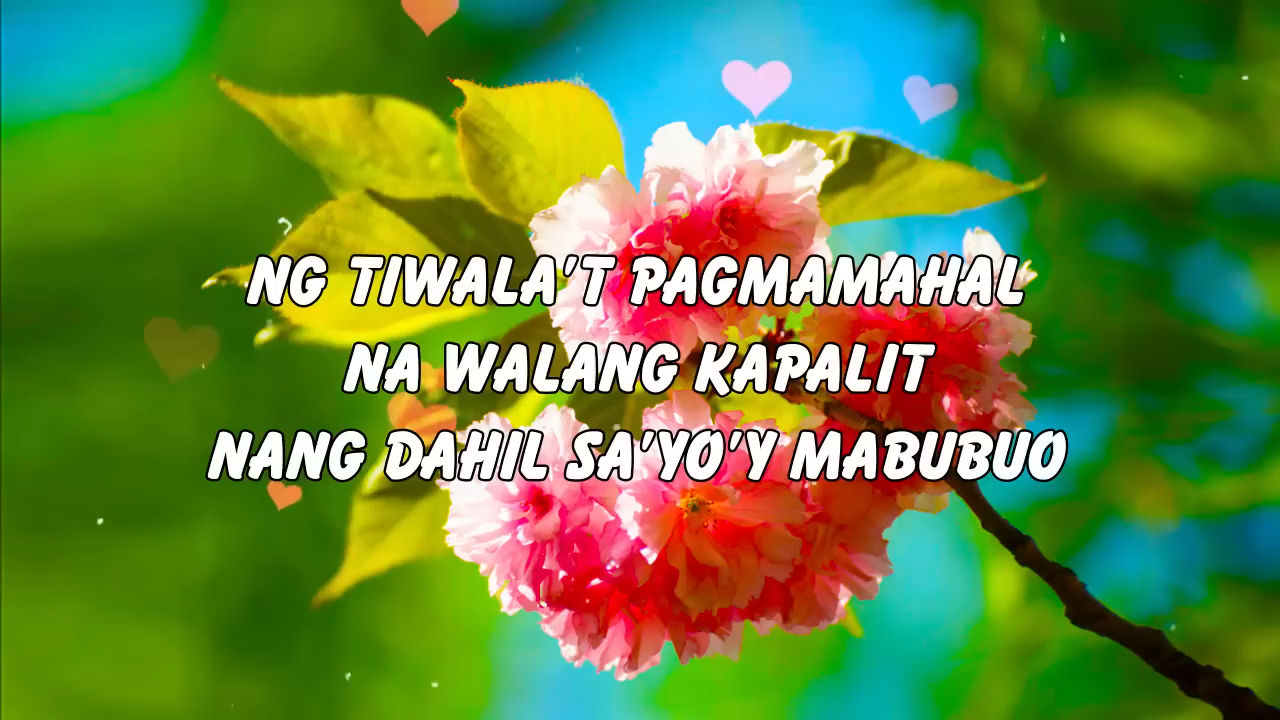 NG TIWALA'T PAGMAMAHAL
NA WALANG KAPALIT
NANG DAHIL SA'YO'Y MABUBUO